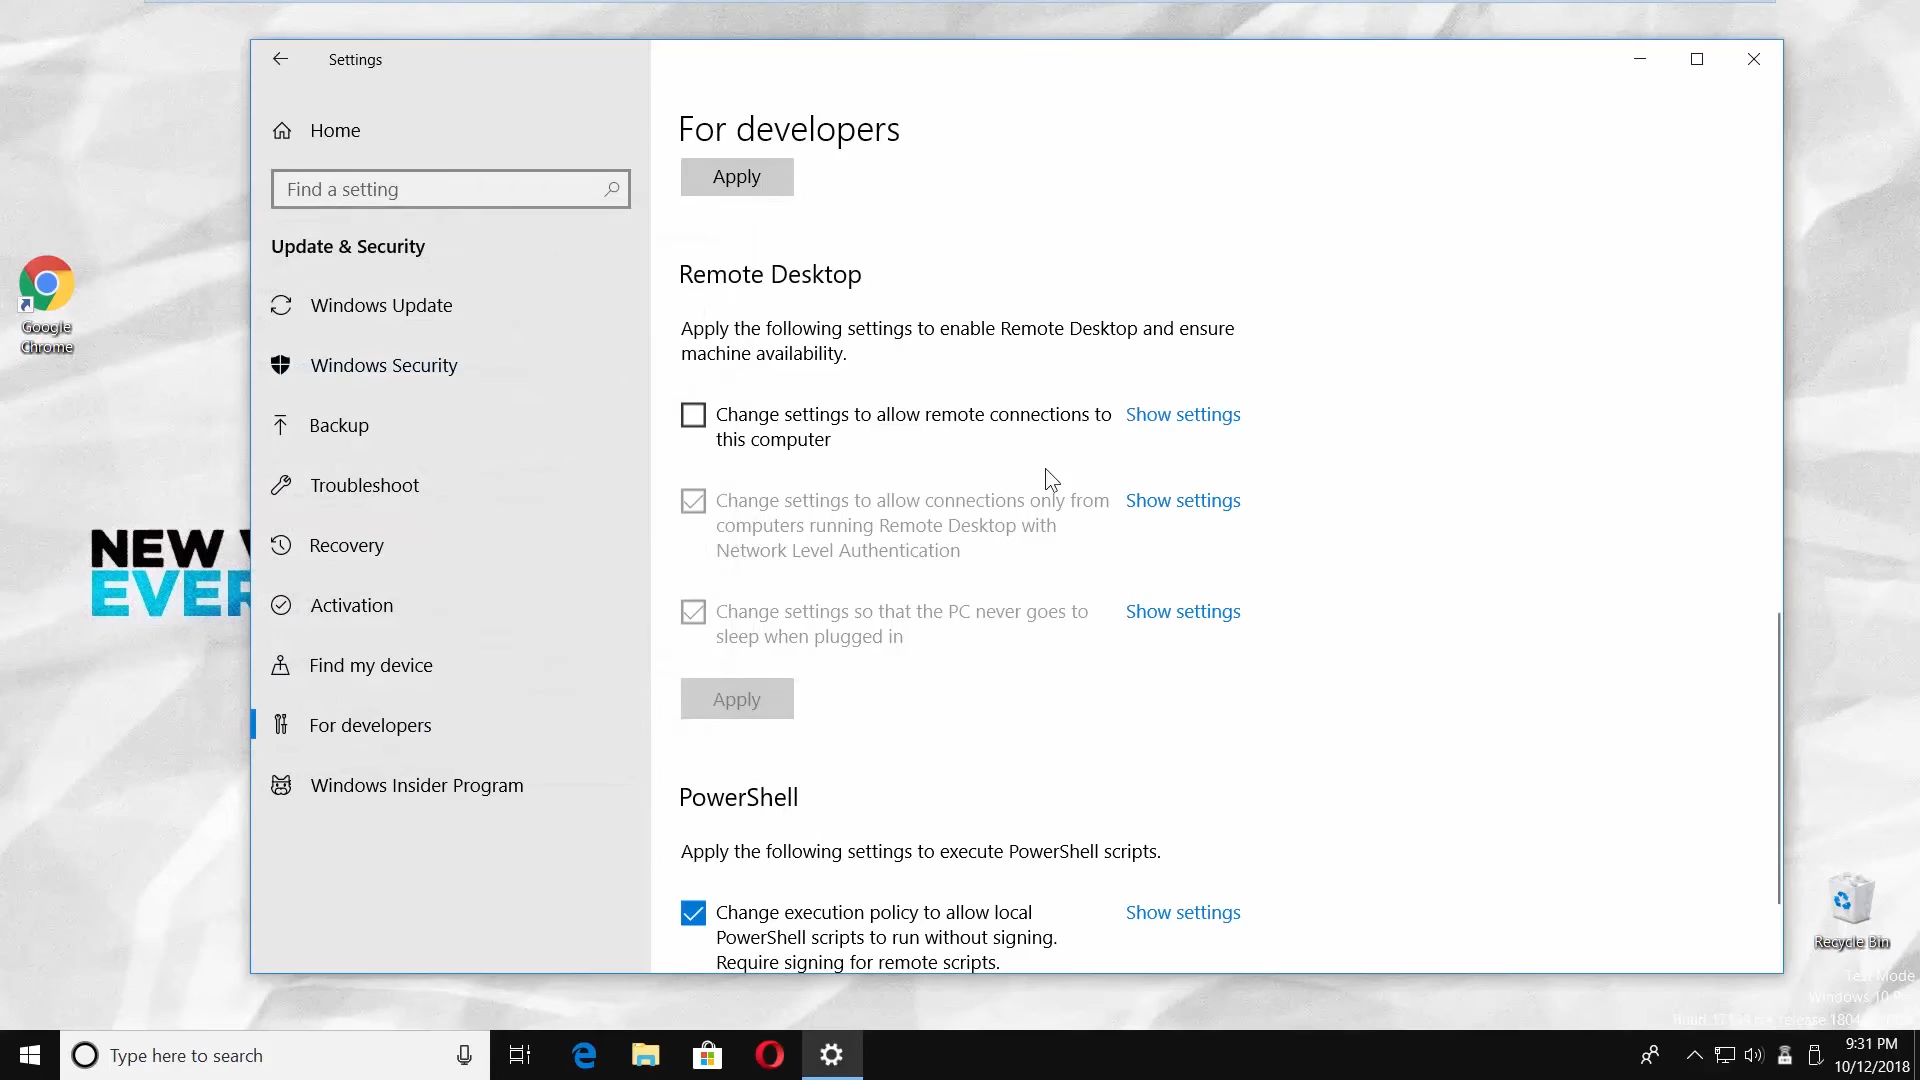 Settings
Home
Find a setting
Update & Security
Windows Update
Windows Security
Backup
Troubleshoot
Recovery
Activation
Find my device
For developers
Windows Insider Program
For developers
Apply
Remote Desktop
Apply the following settings to enable Remote Desktop and ensure
machine availability.
Change settings to allow remote connections to
this computer
Show settings
Change settings to allow connections only from
computers running Remote Desktop with
Network Level Authentication
Show settings
Change settings so that the PC never goes to
sleep when plugged in
Show settings
Apply
PowerShell
Apply the following settings to execute PowerShell scripts.
Change execution policy to allow local
PowerShell scripts to run without signing.
Require signing for remote scripts.
Show settings
Google
Chrome
NEW
EVER
Recycle Bin
Test Mode
Windows 10
Type here to search
9:31 PM
10/12/2018